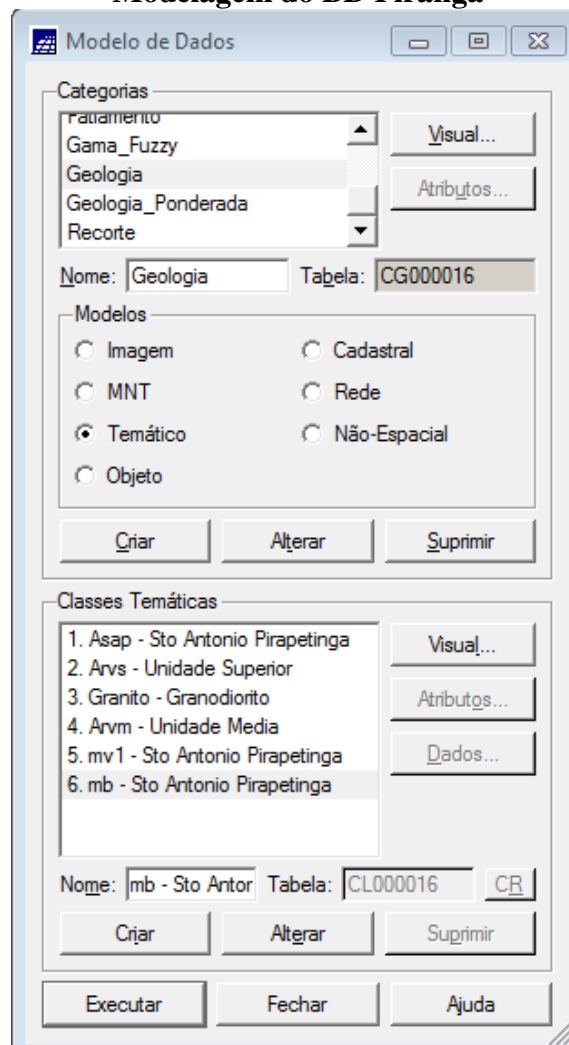 Modelagem do BD Piranga
Modelo de Dados
Categorias
Fatiamento
Gama_Fuzzy
Geologia
Geologia_Ponderada
Recorte
Visual...
Atributos...
Nome: Geologia Tabela: CG000016
Modelos
Imagem Cadastral
MNT Rede
Temático Não-Espacial
Objeto
Criar Alterar Suprimir
Classes Temáticas
1. Asap - Sto Antonio Pirapetinga
2. Arvs - Unidade Superior
3. Granito - Granodiorito
4. Arvm - Unidade Media
5. mv1 - Sto Antonio Pirapetinga
6. mb - Sto Antonio Pirapetinga
Visual...
Atributos...
Dados...
Nome: mb - Sto Antor Tabela: CL000016 CR
Criar Alterar Suprimir
Executar Fechar Ajuda